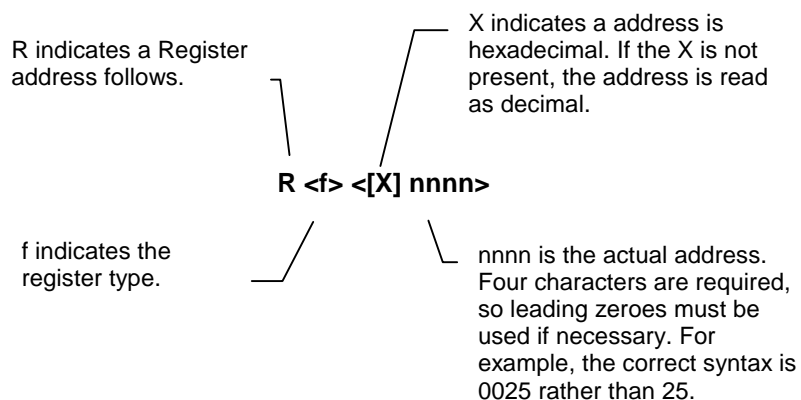 R indicates a Register
address follows.
X indicates a address is
hexadecimal. If the X is not
present, the address is read
as decimal.
R <f> <[X] nnnn>
f indicates the
register type.
nnnn is the actual address.
Four characters are required,
so leading zeroes must be
used if necessary. For
example, the correct syntax is
0025 rather than 25.